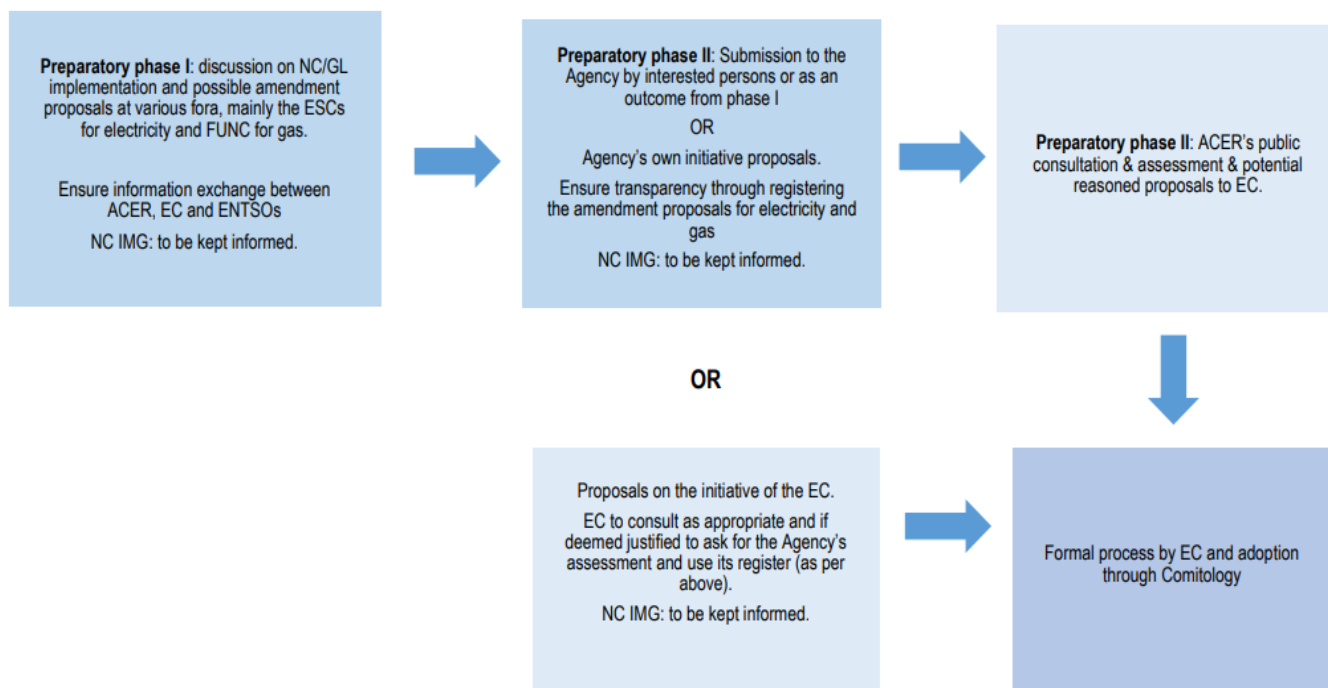 Preparatory phase I: discussion on NC/GL
implementation and possible amendment
proposals at various fora, mainly the ESCs
for electricity and FUNC for gas.
Ensure information exchange between
ACER, EC and ENTSOs
NC IMG: to be kept informed.
Preparatory phase II: Submission to the
Agency by interested persons or as an
outcome from phase I
OR
Agency's own initiative proposals.
Ensure transparency through registering
the amendment proposals for electricity and
gas
NC IMG: to be kept informed.
Preparatory phase II: ACER's public
consultation & assessment & potential
reasoned proposals to EC.
OR
Proposals on the initiative of the EC.
EC to consult as appropriate and if
deemed justified to ask for the Agency's
assessment and use its register (as per
above).
NC IMG: to be kept informed.
Formal process by EC and adoption
through Comitology